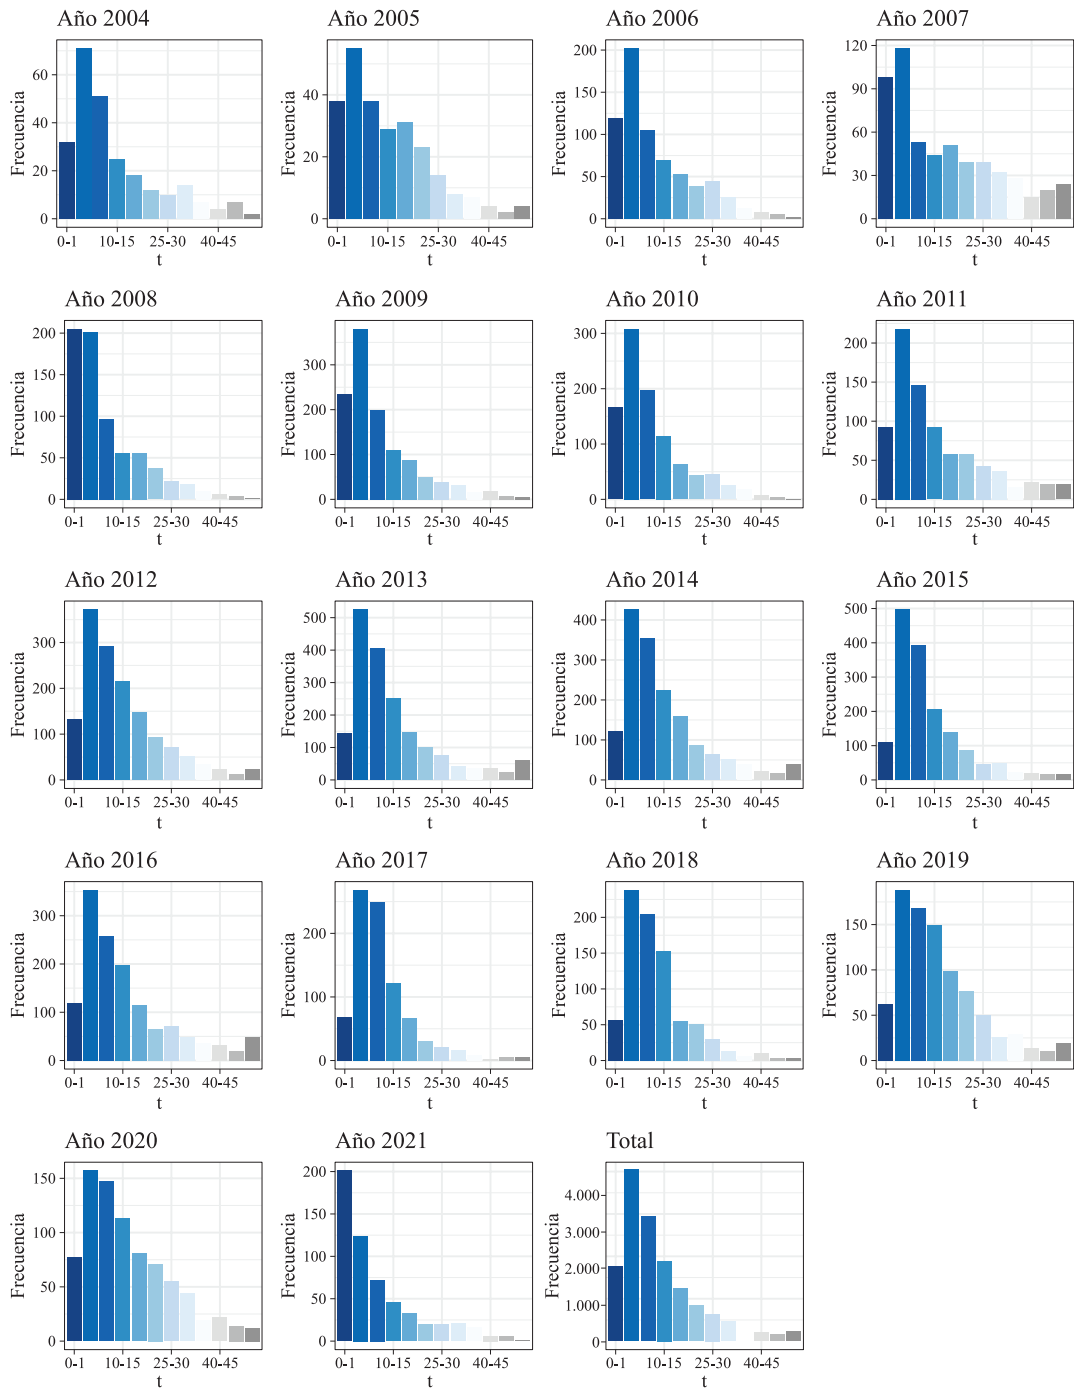 Año 2004
Año 2005
Año 2006
Año 2007
Frecuencia
60
40
20
0
0-1 10-15 25-30 40-45
t
Frecuencia
40
20
0
0-1 10-15 25-30 40-45
t
Frecuencia
200
150
100
50
0
0-1 10-15 25-30 40-45
t
Frecuencia
120
90
60
30
0
0-1 10-15 25-30 40-45
t
Año 2008
Año 2009
Año 2010
Año 2011
Frecuencia
200
150
100
50
0
0-1 10-15 25-30 40-45
t
Frecuencia
300
200
100
0
0-1 10-15 25-30 40-45
t
Frecuencia
300
200
100
0
0-1 10-15 25-30 40-45
t
Frecuencia
200
150
100
50
0
0-1 10-15 25-30 40-45
t
Año 2012
Año 2013
Año 2014
Año 2015
Frecuencia
300
200
100
0
0-1 10-15 25-30 40-45
t
Frecuencia
500
400
300
200
100
0
0-1 10-15 25-30 40-45
t
Frecuencia
400
300
200
100
0
0-1 10-15 25-30 40-45
t
Frecuencia
500
400
300
200
100
0
0-1 10-15 25-30 40-45
t
Año 2016
Año 2017
Año 2018
Año 2019
Frecuencia
300
200
100
0
0-1 10-15 25-30 40-45
t
Frecuencia
200
100
0
0-1 10-15 25-30 40-45
t
Frecuencia
200
150
100
50
0
0-1 10-15 25-30 40-45
t
Frecuencia
150
100
50
0
0-1 10-15 25-30 40-45
t
Año 2020
Año 2021
Total
Frecuencia
150
100
50
0
0-1 10-15 25-30 40-45
t
Frecuencia
200
150
100
50
0
0-1 10-15 25-30 40-45
t
Frecuencia
4.000
3.000
2.000
1.000
0
0-1 10-15 25-30 40-45
t